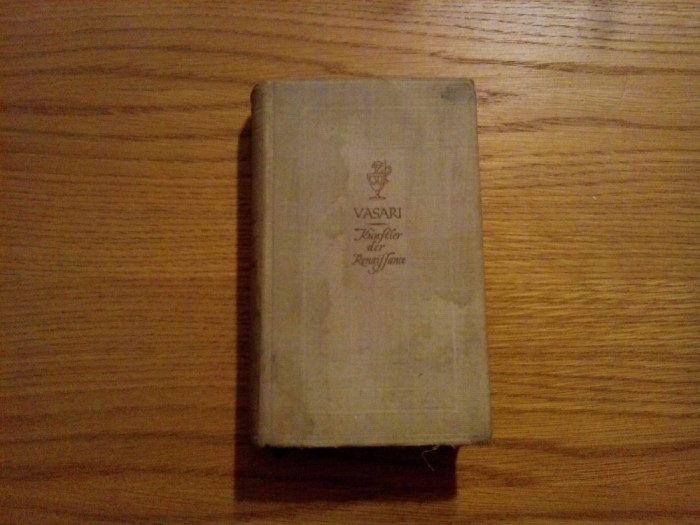 VASARI
Künstler
der
Renaiſſance